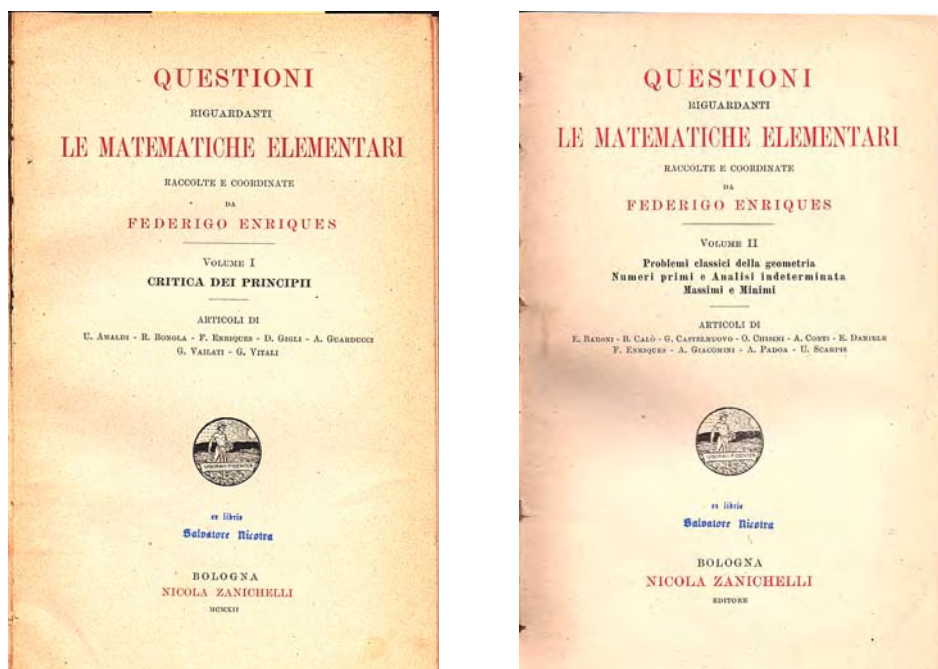 QUESTIONI
RIGUARDANTI
LE MATEMATICHE ELEMENTARI
RACCOLTE E COORDINATE
DA
FEDERIGO ENRIQUES
VOLUME I
CRITICA DEI PRINCIPII
ARTICOLI DI
U. AMALDI - R. BONOLA - F. ENRIQUES - D. GIGLI - A. GUARDUCCI
G. VAILATI - G. VITALI
ex libris
Salvatore Nicotra
BOLOGNA
NICOLA ZANICHELLI
MCMXII
QUESTIONI
RIGUARDANTI
LE MATEMATICHE ELEMENTARI
RACCOLTE E COORDINATE
DA
FEDERIGO ENRIQUES
VOLUME II
Problemi classici della geometria
Numeri primi e Analisi indeterminata
Massimi e Minimi
ARTICOLI DI
E. BARONI - B. CALÒ - G. CASTELNUOVO - O. CHISINI - A. CONTI - E. DANIELE
F. ENRIQUES - A. GIACOMINI - A. PADOA - U. SCARPIS
ex libris
Salvatore Nicotra
BOLOGNA
NICOLA ZANICHELLI
EDITORE